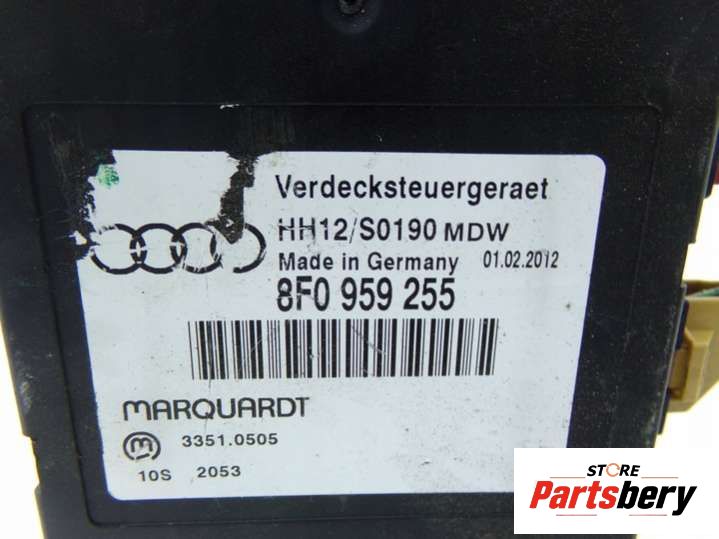 Verdecksteuergeraet
HH12/S0190 MDW
Made in Germany 01.02.2012
8F0 959 255
MARQUARDT
m 3351.0505
10S 2053
STORE
Partsbery